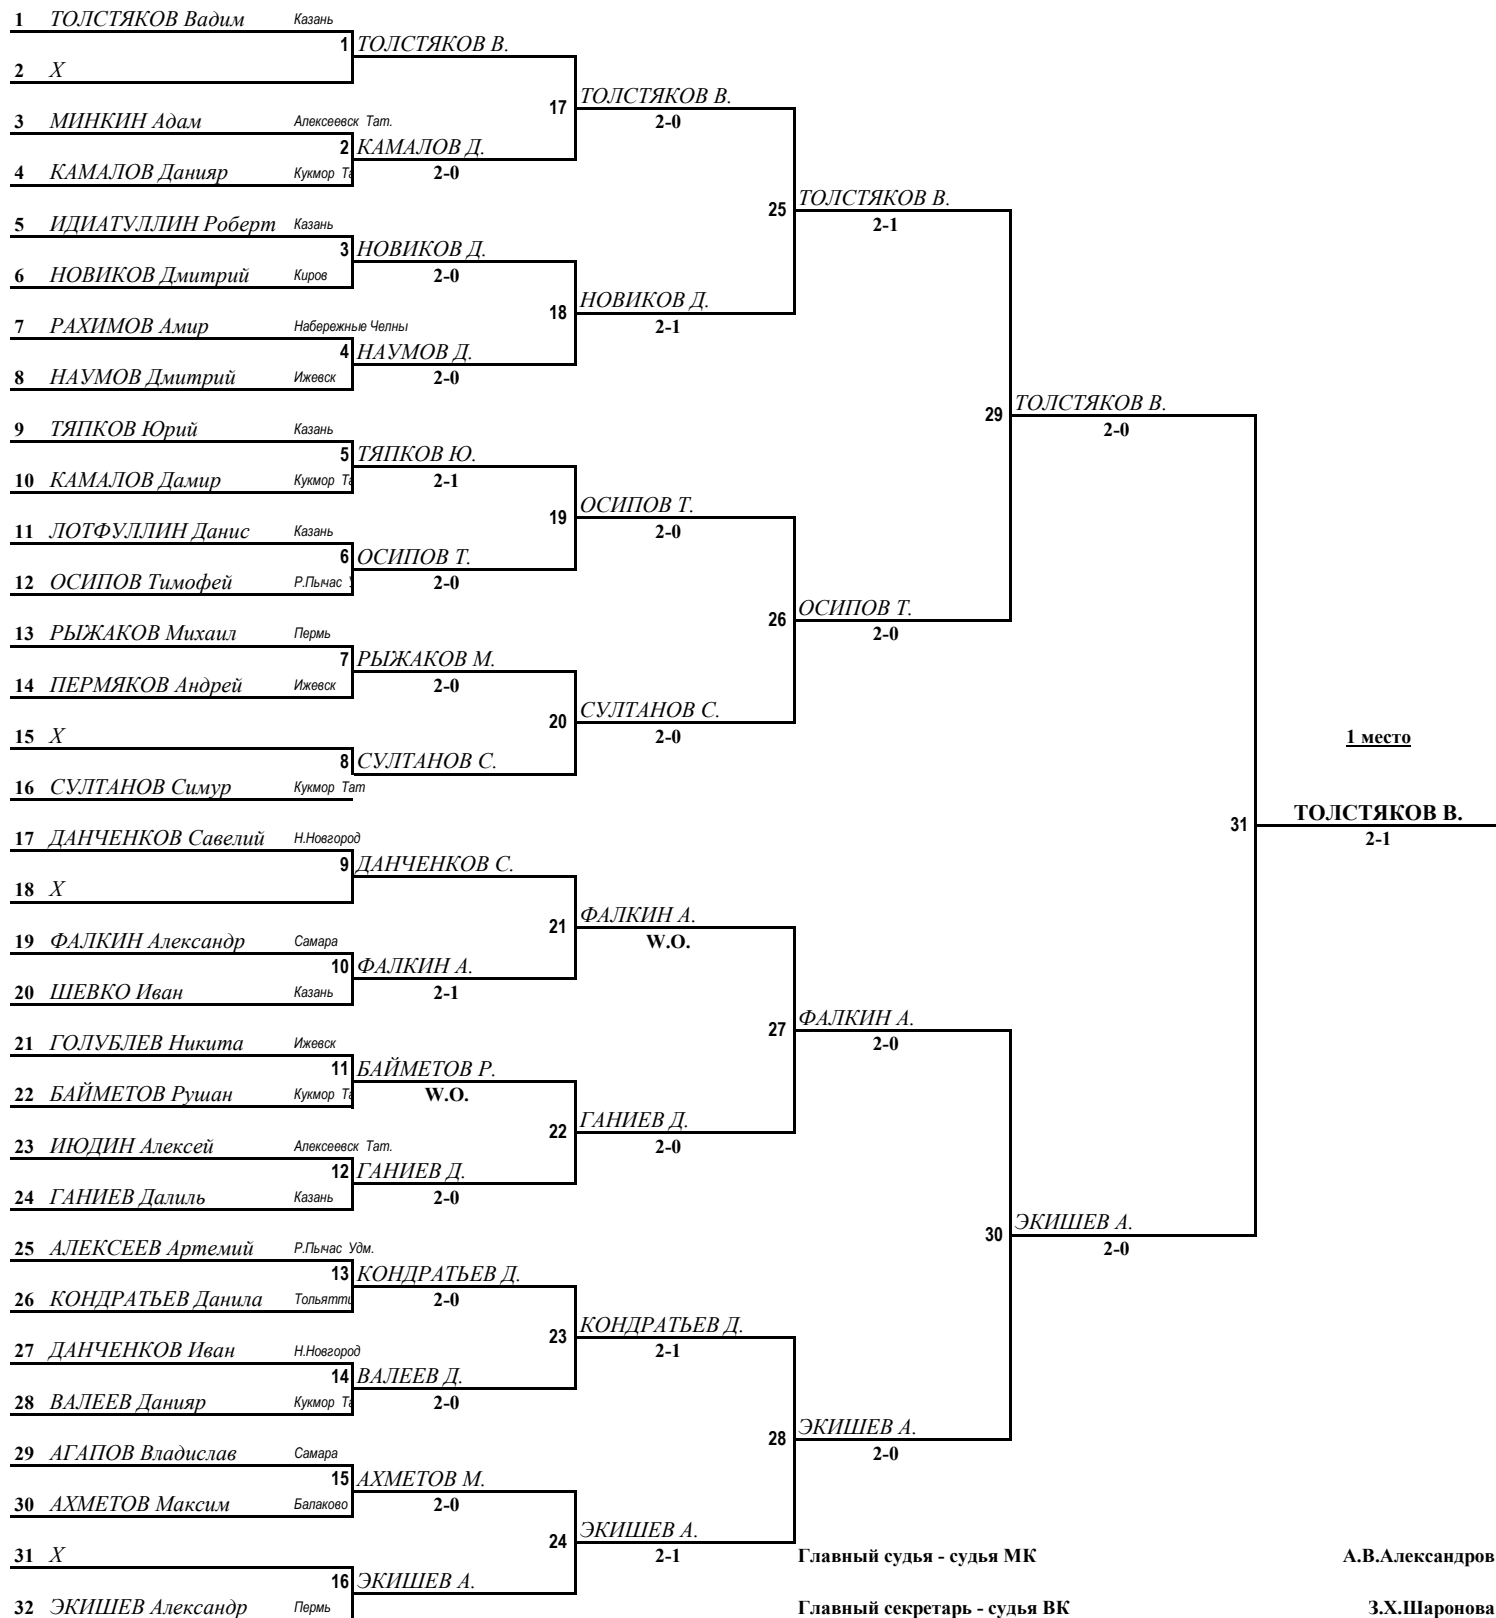 1 ТОЛСТЯКОВ Вадим Казань
1 ТОЛСТЯКОВ В.
2 X
17 ТОЛСТЯКОВ В.
2-0
3 МИНКИН Адам Алексеевск Тат.
2 КАМАЛОВ Д.
4 КАМАЛОВ Данияр Кукмор Та 2-0
25 ТОЛСТЯКОВ В.
2-1
5 ИДИАТУЛЛИН Роберт Казань
3 НОВИКОВ Д.
6 НОВИКОВ Дмитрий Киров 2-0
18 НОВИКОВ Д.
2-1
7 РАХИМОВ Амир Набережные Челны
4 НАУМОВ Д.
8 НАУМОВ Дмитрий Ижевск 2-0
29 ТОЛСТЯКОВ В.
2-0
9 ТЯПКОВ Юрий Казань
5 ТЯПКОВ Ю.
10 КАМАЛОВ Дамир Кукмор Та 2-1
19 ОСИПОВ Т.
2-0
11 ЛОТФУЛЛИН Данис Казань
6 ОСИПОВ Т.
12 ОСИПОВ Тимофей Р.Пычас У 2-0
26 ОСИПОВ Т.
2-0
13 РЫЖАКОВ Михаил Пермь
7 РЫЖАКОВ М.
14 ПЕРМЯКОВ Андрей Ижевск 2-0
20 СУЛТАНОВ С.
2-0
15 X
1 место
8 СУЛТАНОВ С.
16 СУЛТАНОВ Симур Кукмор Тат
31 ТОЛСТЯКОВ В.
2-1
17 ДАНЧЕНКОВ Савелий Н.Новгород
9 ДАНЧЕНКОВ С.
18 X
21 ФАЛКИН А.
W.O.
19 ФАЛКИН Александр Самара
10 ФАЛКИН А.
20 ШЕВКО Иван Казань 2-1
27 ФАЛКИН А.
2-0
21 ГОЛУБЛЕВ Никита Ижевск
11 БАЙМЕТОВ Р.
22 БАЙМЕТОВ Рушан Кукмор Та W.O.
22 ГАНИЕВ Д.
2-0
23 ИЮДИН Алексей Алексеевск Тат.
12 ГАНИЕВ Д.
24 ГАНИЕВ Далиль Казань 2-0
30 ЭКИШЕВ А.
2-0
25 АЛЕКСЕЕВ Артемий Р.Пычас Удм.
13 КОНДРАТЬЕВ Д.
26 КОНДРАТЬЕВ Данила Тольятти 2-0
23 КОНДРАТЬЕВ Д.
2-1
27 ДАНЧЕНКОВ Иван Н.Новгород
14 ВАЛЕЕВ Д.
28 ВАЛЕЕВ Данияр Кукмор Та 2-0
28 ЭКИШЕВ А.
2-0
29 АГАПОВ Владислав Самара
15 АХМЕТОВ М.
30 АХМЕТОВ Максим Балаково 2-0
24 ЭКИШЕВ А.
2-1
31 X
Главный судья - судья МК А.В.Александров
16 ЭКИШЕВ А.
32 ЭКИШЕВ Александр Пермь
Главный секретарь - судья ВК З.Х.Шаронова